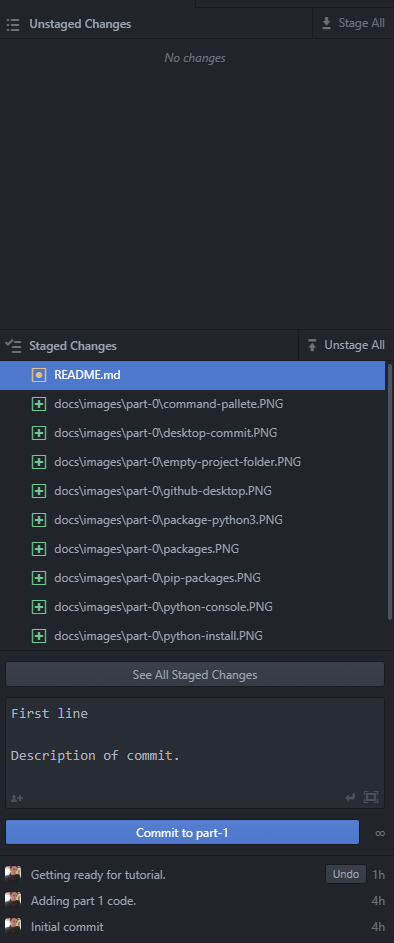 Unstaged Changes
Stage All
No changes
Staged Changes
Unstage All
README.md
docs\images\part-0\command-pallete.PNG
docs\images\part-0\desktop-commit.PNG
docs\images\part-0\empty-project-folder.PNG
docs\images\part-0\github-desktop.PNG
docs\images\part-0\package-python3.PNG
docs\images\part-0\packages.PNG
docs\images\part-0\pip-packages.PNG
docs\images\part-0\python-console.PNG
docs\images\part-0\python-install.PNG
See All Staged Changes
First line
Description of commit.
Commit to part-1
∞
Getting ready for tutorial. Undo 1h
Adding part 1 code. 4h
Initial commit 4h